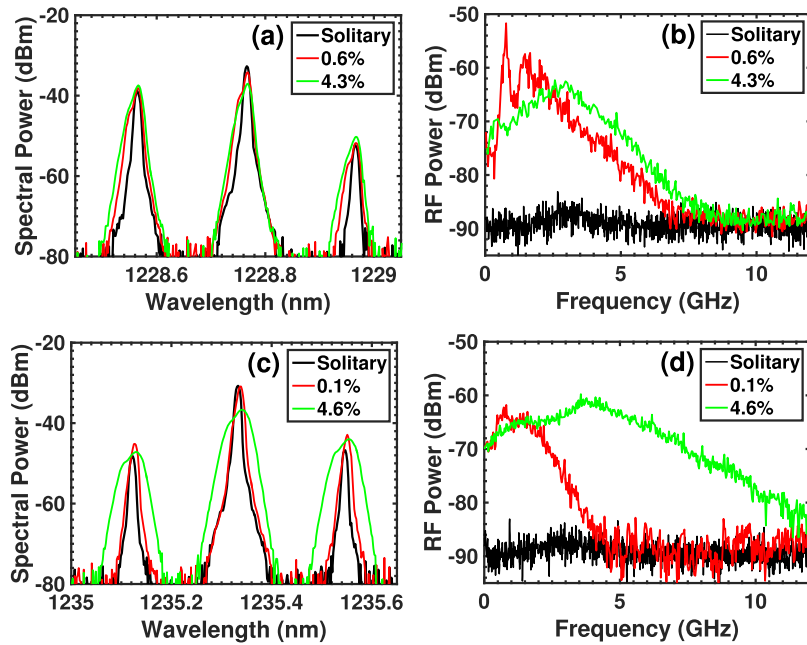 (a)
Solitary
0.6%
4.3%
-20
-40
-60
-80
1228.6
1228.8
1229
Spectral Power (dBm)
Wavelength (nm)
(b)
Solitary
0.6%
4.3%
-50
-60
-70
-80
-90
0
5
10
RF Power (dBm)
Frequency (GHz)
(c)
Solitary
0.1%
4.6%
-20
-40
-60
-80
1235
1235.2
1235.4
1235.6
Spectral Power (dBm)
Wavelength (nm)
(d)
Solitary
0.1%
4.6%
-50
-60
-70
-80
-90
0
5
10
RF Power (dBm)
Frequency (GHz)